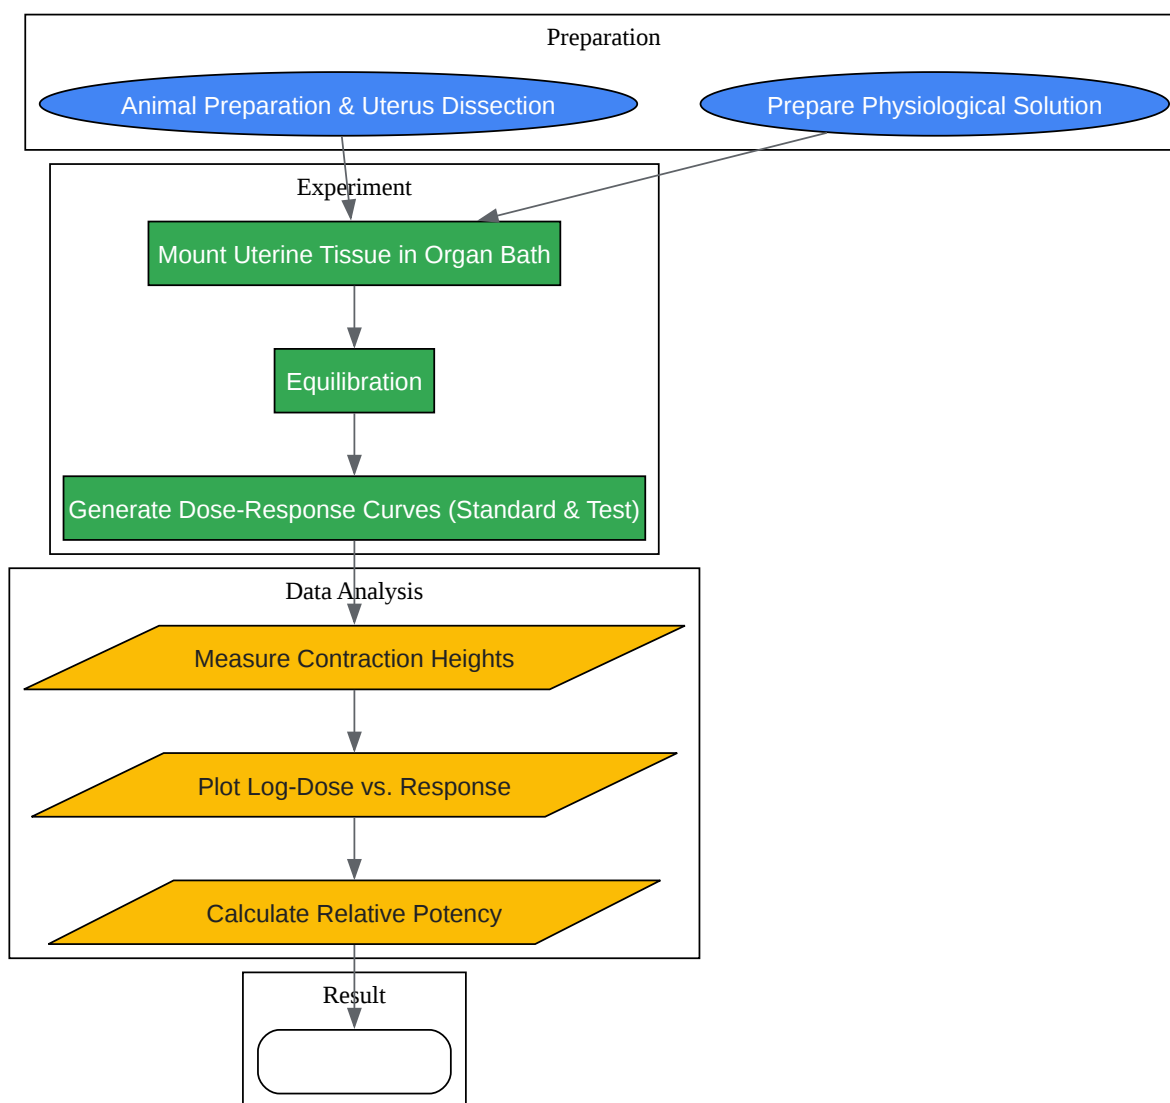 Preparation
Animal Preparation & Uterus Dissection
Prepare Physiological Solution
Experiment
Mount Uterine Tissue in Organ Bath
Equilibration
Generate Dose-Response Curves (Standard & Test)
Data Analysis
Measure Contraction Heights
Plot Log-Dose vs. Response
Calculate Relative Potency
Result